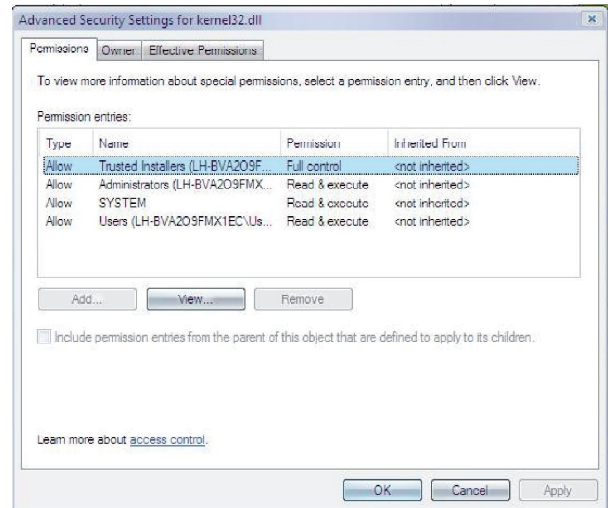 Advanced Security Settings for kernel32.dll
Permissions Owner Effective Permissions
To view more information about special permissions, select a permission entry, and then click View.
Permission entries:
Type Name Permission Inherited From
Allow Trusted Installers (LH-BVA2O9F... Full control <not inherited>
Allow Administrators (LH-BVA2O9FMX... Read & execute <not inherited>
Allow SYSTEM Read & execute <not inherited>
Allow Users (LH-BVA2O9FMX1EC\Us... Read & execute <not inherited>
Add... View... Remove
Include permission entries from the parent of this object that are defined to apply to its children.
Learn more about access control.
OK Cancel Apply